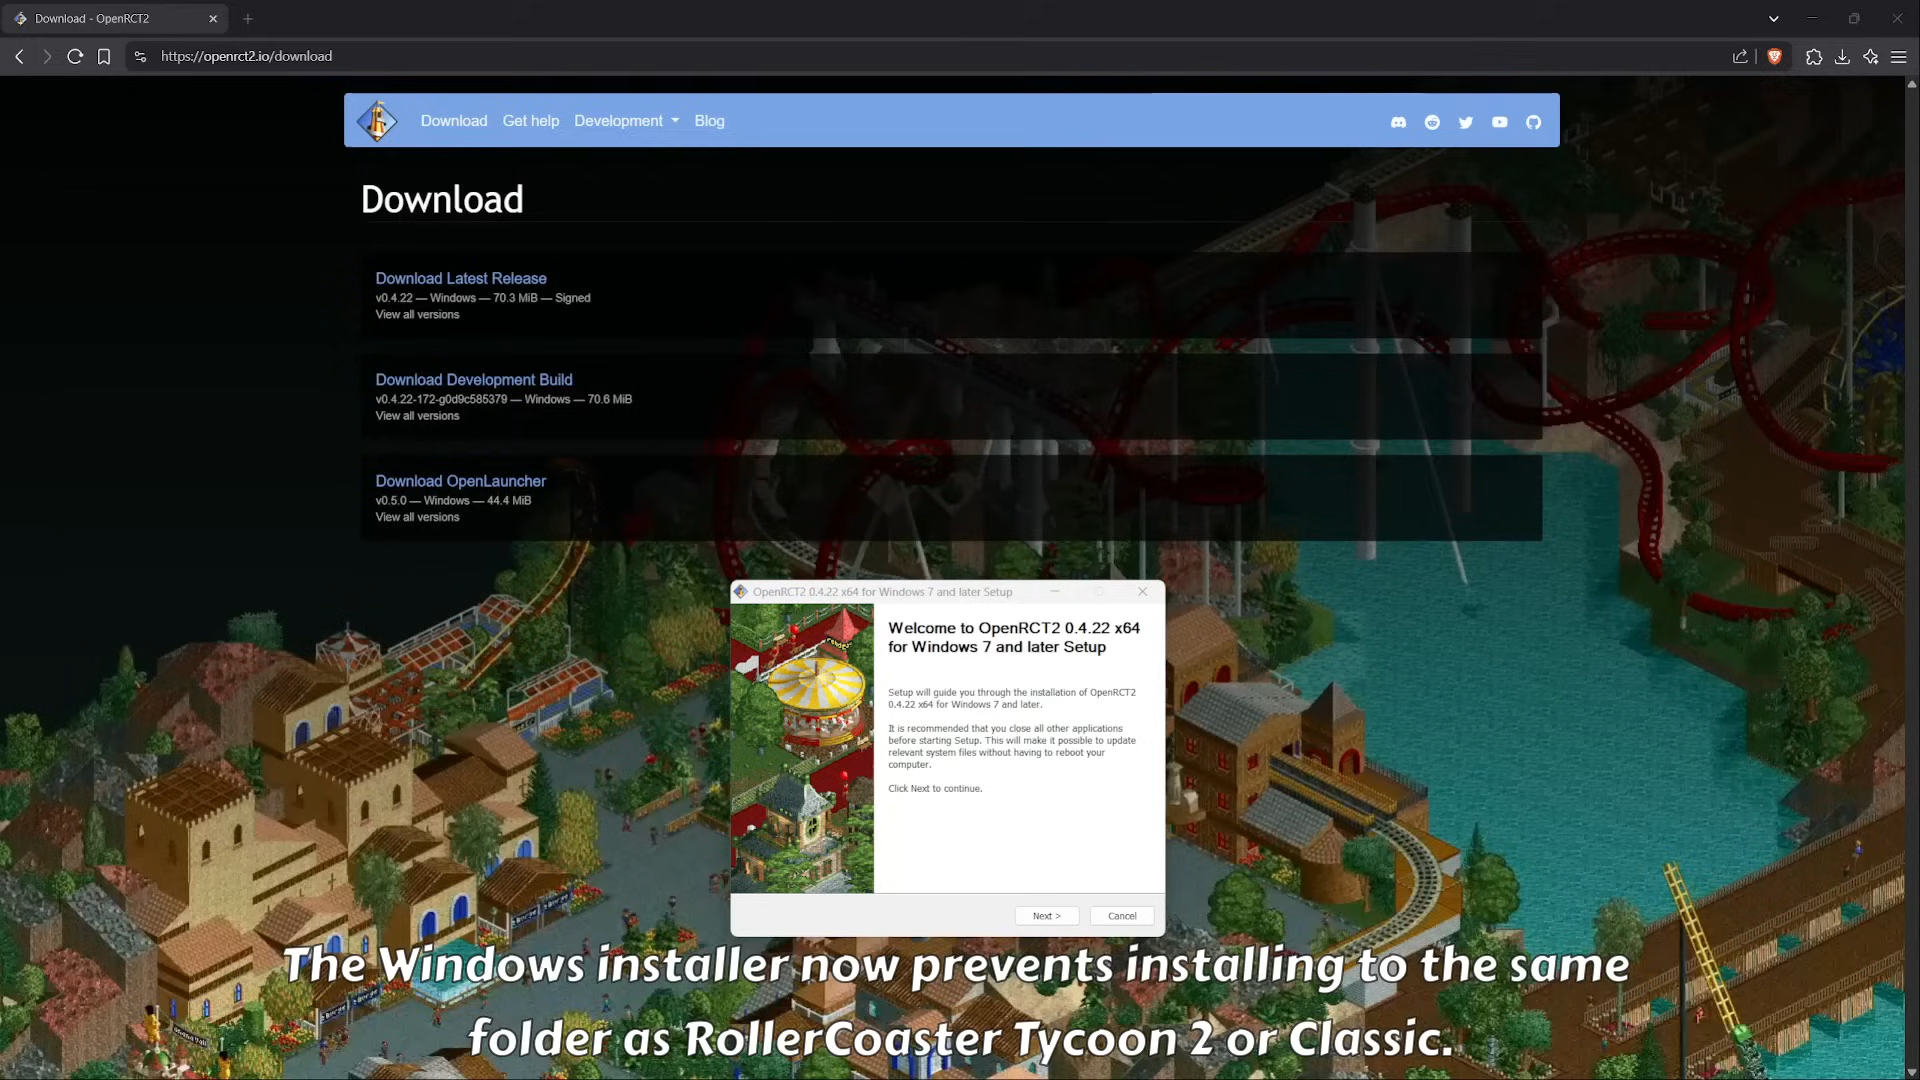 Download - OpenRCT2
https://openrct2.io/download
Download Get help Development Blog
Download
Download Latest Release
v0.4.22 — Windows — 70.3 MiB — Signed
View all versions
Download Development Build
v0.4.22-172-g0d9c585379 — Windows — 70.6 MiB
View all versions
Download OpenLauncher
v0.5.0 — Windows — 44.4 MiB
View all versions
OpenRCT2 0.4.22 x64 for Windows 7 and later Setup
Welcome to OpenRCT2 0.4.22 x64
for Windows 7 and later Setup
Setup will guide you through the installation of OpenRCT2
0.4.22 x64 for Windows 7 and later.
It is recommended that you close all other applications
before starting Setup. This will make it possible to update
relevant system files without having to reboot your
computer.
Click Next to continue.
Next >
Cancel
The Windows installer now prevents installing to the same
folder as RollerCoaster Tycoon 2 or Classic.